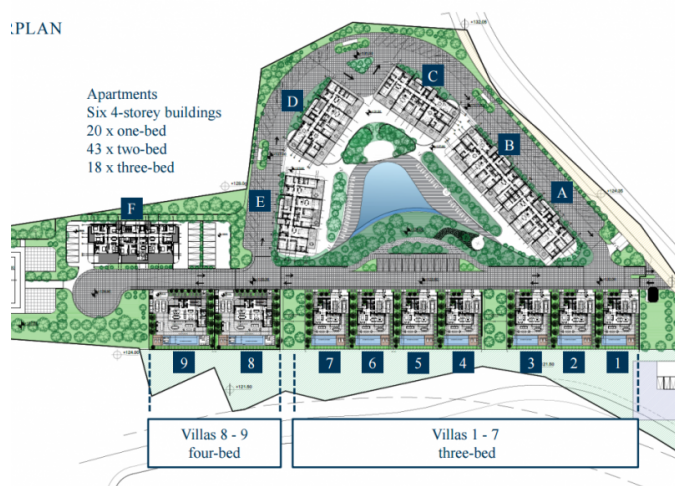 RPLAN
Apartments
Six 4-storey buildings
20 x one-bed
43 x two-bed
18 x three-bed
C
D
B
A
E
F
9
8
7
6
5
4
3
2
1
Villas 8 - 9
four-bed
Villas 1 - 7
three-bed